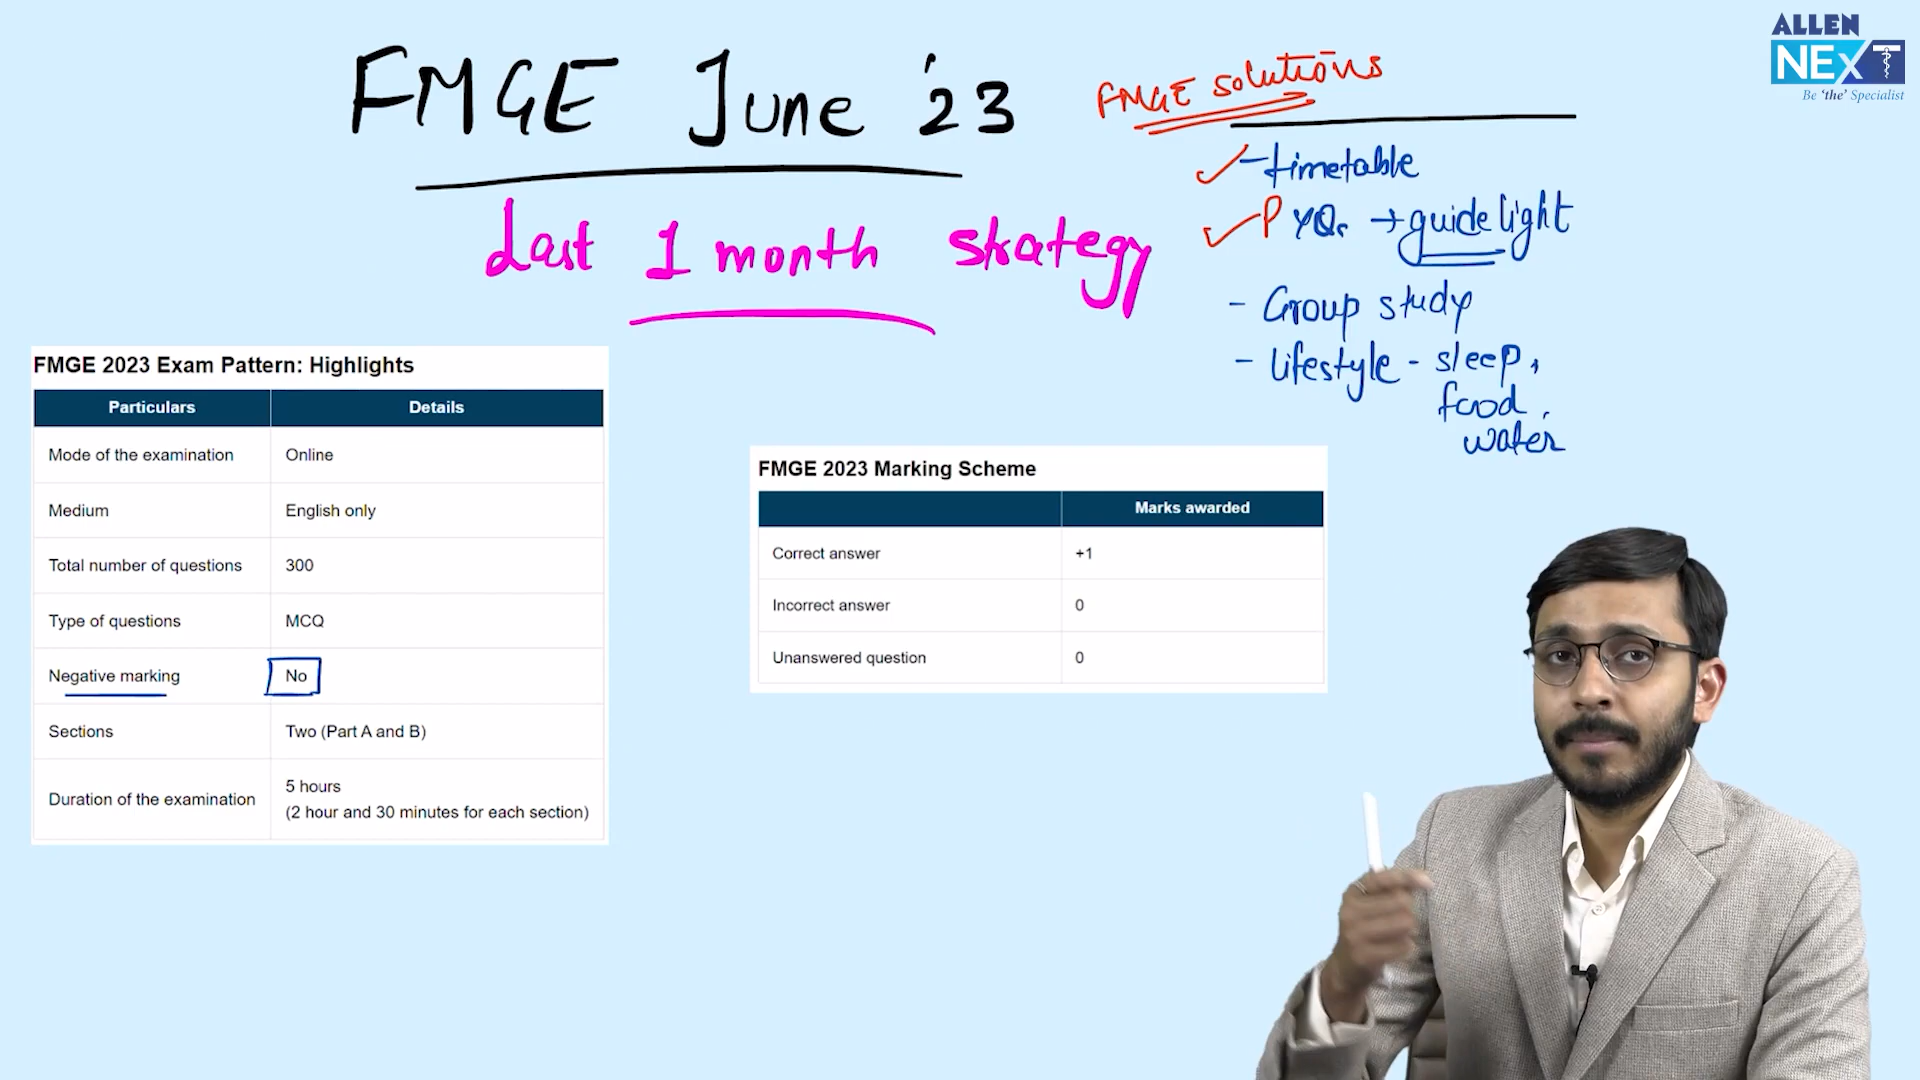 ALLEN
NEXT
Be 'the' Specialist
FMGE June '23
Last 1 month strategy
FMGE solutions
- timetable
PYQs → guide light
- Group study
- lifestyle - sleep,
food,
water
FMGE 2023 Exam Pattern: Highlights
Particulars Details
Mode of the examination Online
Medium English only
Total number of questions 300
Type of questions MCQ
Negative marking No
Sections Two (Part A and B)
Duration of the examination 5 hours
(2 hour and 30 minutes for each section)
FMGE 2023 Marking Scheme
Marks awarded
Correct answer +1
Incorrect answer 0
Unanswered question 0